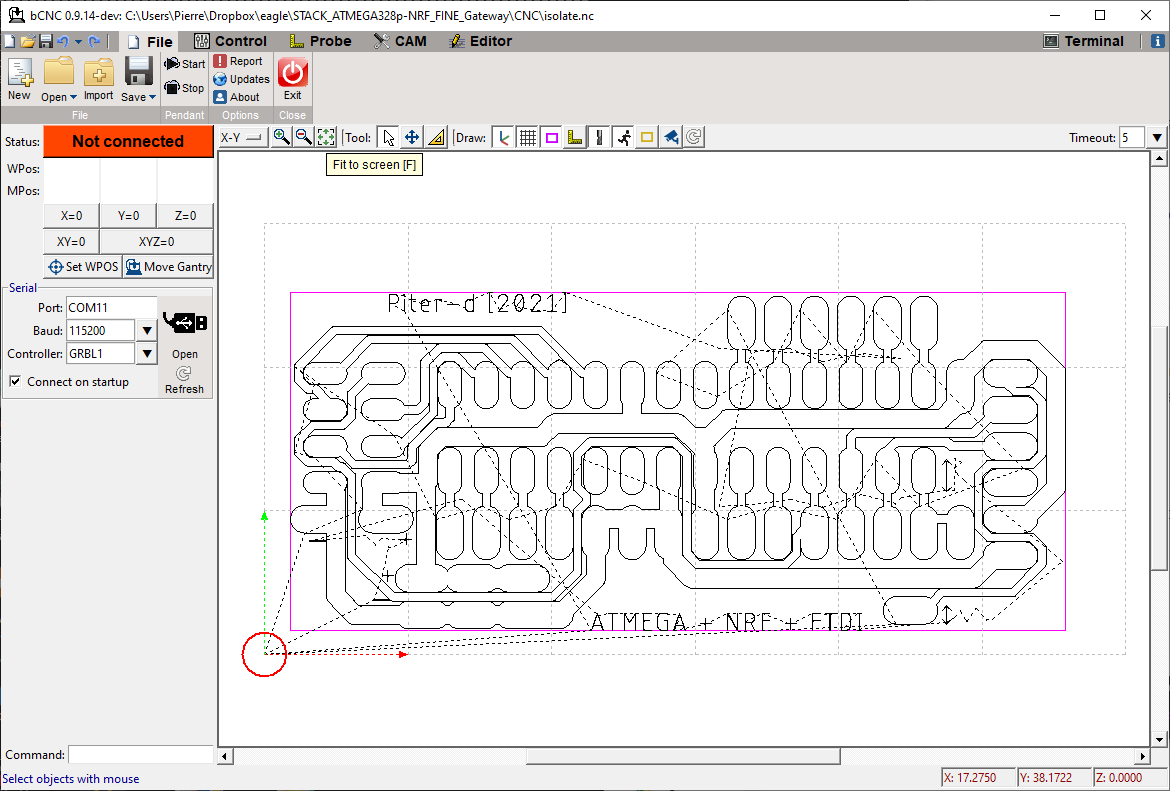 bCNC 0.9.14-dev: C:\Users\Pierre\Dropbox\eagle\STACK_ATMEGA328p-NRF_FINE_Gateway\CNC\isolate.nc
File Control Probe CAM Editor Terminal
New Open Import Save
Start
Stop
Report
Updates
About
Exit
File Pendant Options Close
Status: Not connected
X-Y Tool: Draw: Timeout: 5
Fit to screen [F]
WPos:
MPos:
X=0 Y=0 Z=0
XY=0 XYZ=0
Set WPOS Move Gantry
Serial
Port: COM11
Baud: 115200
Controller: GRBL1
Open
Connect on startup
Refresh
Piter-d [2021]
ATMEGA + NRF + FTDI
Command:
Select objects with mouse
X: 17.2750 Y: 38.1722 Z: 0.0000